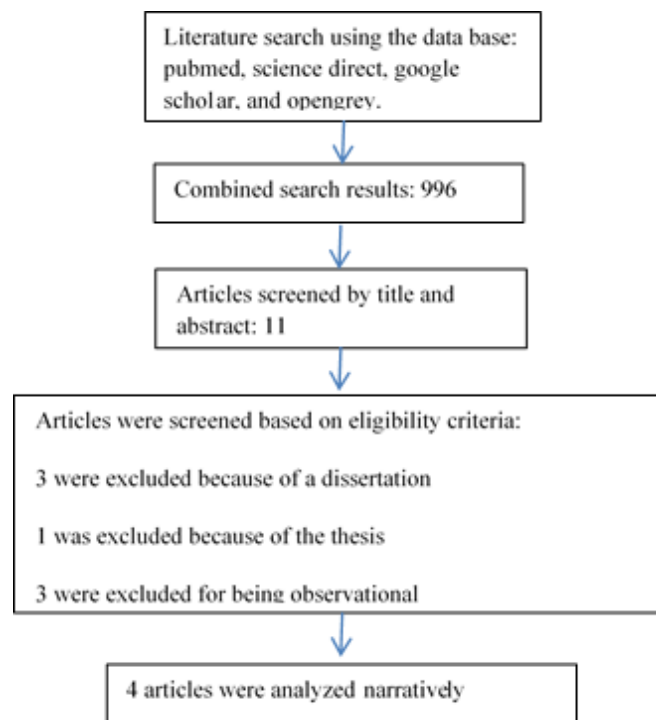 Literature search using the data base:
pubmed, science direct, google
scholar, and opengrey.
Combined search results: 996
Articles screened by title and
abstract: 11
Articles were screened based on eligibility criteria:
3 were excluded because of a dissertation
1 was excluded because of the thesis
3 were excluded for being observational
4 articles were analyzed narratively